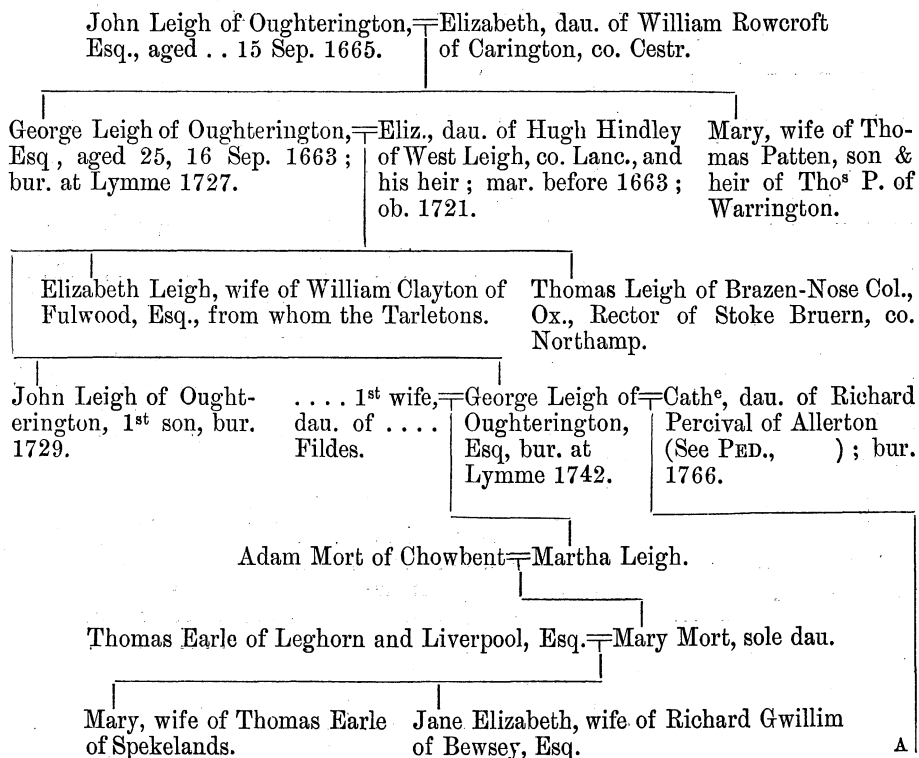 John Leigh of Oughterington, Esq., aged . . 15 Sep. 1665.
Elizabeth, dau. of William Rowcroft
of Carington, co. Cestr.
George Leigh of Oughterington,
Esq , aged 25, 16 Sep. 1663 ;
bur. at Lymme 1727.
Eliz., dau. of Hugh Hindley
of West Leigh, co. Lanc., and
his heir ; mar. before 1663 ;
ob. 1721.
Mary, wife of Tho-
mas Patten, son &
heir of Thoˢ P. of
Warrington.
Elizabeth Leigh, wife of William Clayton of
Fulwood, Esq., from whom the Tarletons.
Thomas Leigh of Brazen-Nose Col.,
Ox., Rector of Stoke Bruern, co.
Northamp.
John Leigh of Ought-
erington, 1ˢᵗ son, bur.
1729.
. . . . 1ˢᵗ wife,
dau. of . . . .
Fildes.
George Leigh of
Oughterington,
Esq, bur. at
Lymme 1742.
Cathᵉ, dau. of Richard
Percival of Allerton
(See PED., ) ; bur.
1766.
Adam Mort of Chowbent
Martha Leigh.
Thomas Earle of Leghorn and Liverpool, Esq.
Mary Mort, sole dau.
Mary, wife of Thomas Earle
of Spekelands.
Jane Elizabeth, wife of Richard Gwillim
of Bewsey, Esq.
A